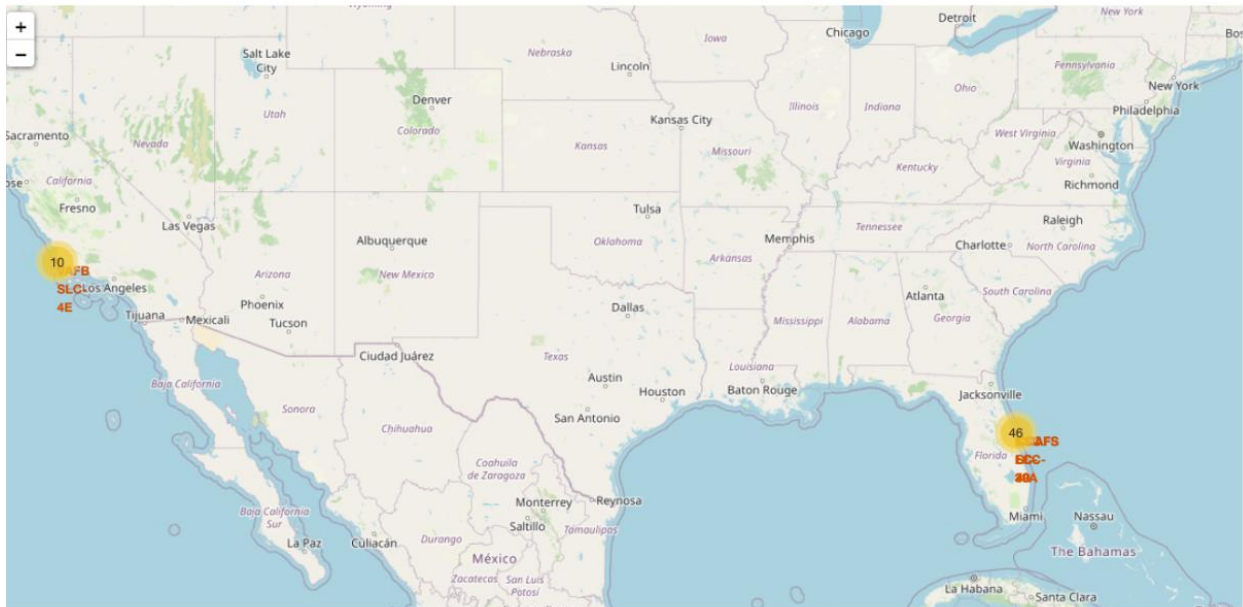 +
−
Wyoming
Nebraska
Iowa
Chicago
Detroit
New York
Bos
Salt Lake
City
Lincoln
Pennsylvania
New York
Denver
Utah
Colorado
Illinois
Indiana
Ohio
Philadelphia
Kansas City
Sacramento
Nevada
Kansas
Missouri
West Virginia
Washington
Virginia
Kentucky
Richmond
ose
California
Fresno
Las Vegas
Tulsa
Raleigh
Albuquerque
Oklahoma
Memphis
Tennessee
Charlotte
North Carolina
10
AFB
Arizona
New Mexico
Arkansas
SLC-
Los Angeles
South Carolina
4E
Phoenix
Atlanta
Tijuana
Mexicali
Tucson
Dallas
Mississippi
Alabama
Georgia
Ciudad Juárez
Texas
Louisiana
Baja California
Austin
Houston
Baton Rouge
Jacksonville
Sonora
San Antonio
Chihuahua
46
AFS
Florida
Coahuila
de Zaragoza
Monterrey
Reynosa
Baja California
Sur
Saltillo
Tamaulipas
Miami
Nassau
La Paz
Culiacán
Durango
México
The Bahamas
Zacatecas
San Luis
Potosí
La Habana
Santa Clara